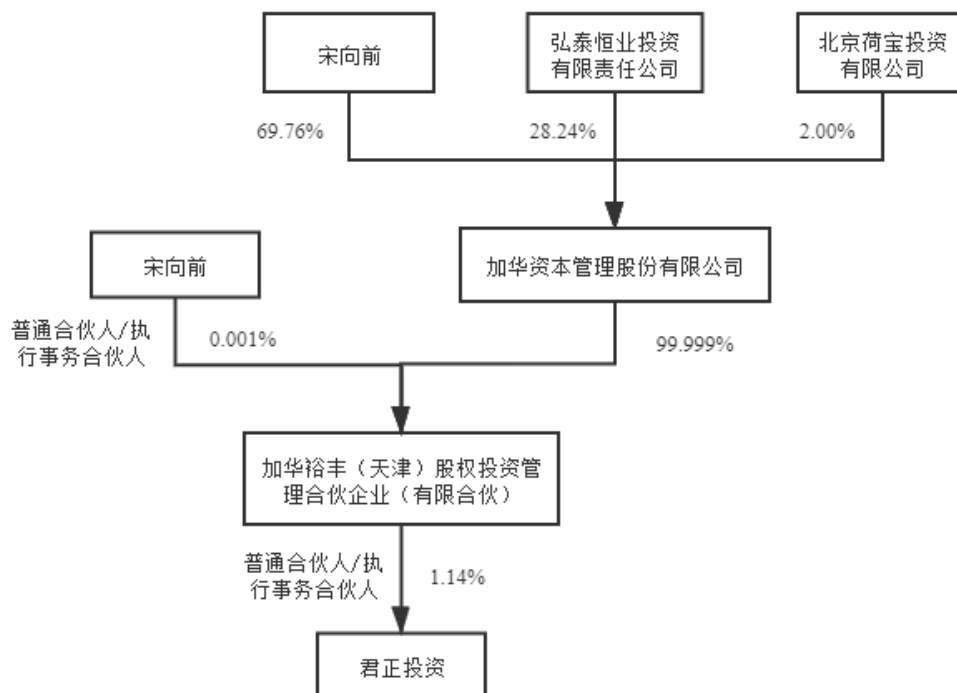 宋向前
弘泰恒业投资
有限责任公司
北京荷宝投资
有限公司
69.76%
28.24%
2.00%
宋向前
加华资本管理股份有限公司
普通合伙人/执
行事务合伙人
0.001%
99.999%
加华裕丰（天津）股权投资管
理合伙企业（有限合伙）
普通合伙人/执
行事务合伙人
1.14%
君正投资